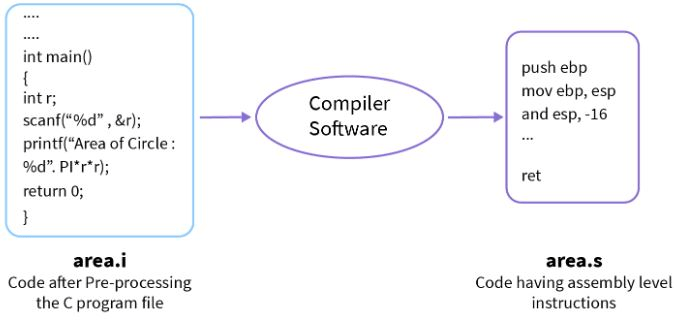 ....
....
int main()
{
int r;
scanf(“%d” , &r);
printf(“Area of Circle :
%d”. PI*r*r);
return 0;
}
Compiler
Software
push ebp
mov ebp, esp
and esp, -16
...
ret
area.i
Code after Pre-processing
the C program file
area.s
Code having assembly level
instructions